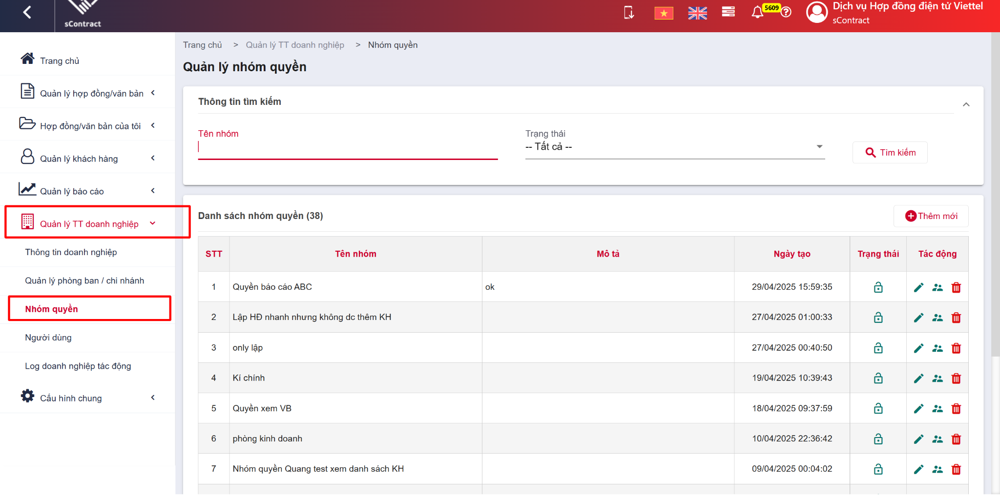 sContract
5609
Dịch vụ Hợp đồng điện tử Viettel
sContract
Trang chủ
Quản lý hợp đồng/văn bản
Hợp đồng/văn bản của tôi
Quản lý khách hàng
Quản lý báo cáo
Quản lý TT doanh nghiệp
Thông tin doanh nghiệp
Quản lý phòng ban / chi nhánh
Nhóm quyền
Người dùng
Log doanh nghiệp tác động
Cấu hình chung
Trang chủ > Quản lý TT doanh nghiệp > Nhóm quyền
Quản lý nhóm quyền
Thông tin tìm kiếm
Tên nhóm
Trạng thái
-- Tất cả --
Tìm kiếm
Danh sách nhóm quyền (38)
Thêm mới
STT Tên nhóm Mô tả Ngày tạo Trạng thái Tác động
1 Quyền báo cáo ABC ok 29/04/2025 15:59:35
2 Lập HĐ nhanh nhưng không dc thêm KH 27/04/2025 01:00:33
3 only lập 27/04/2025 00:40:50
4 Kí chính 19/04/2025 10:39:43
5 Quyền xem VB 18/04/2025 09:37:59
6 phòng kinh doanh 10/04/2025 22:36:42
7 Nhóm quyền Quang test xem danh sách KH 09/04/2025 00:04:02